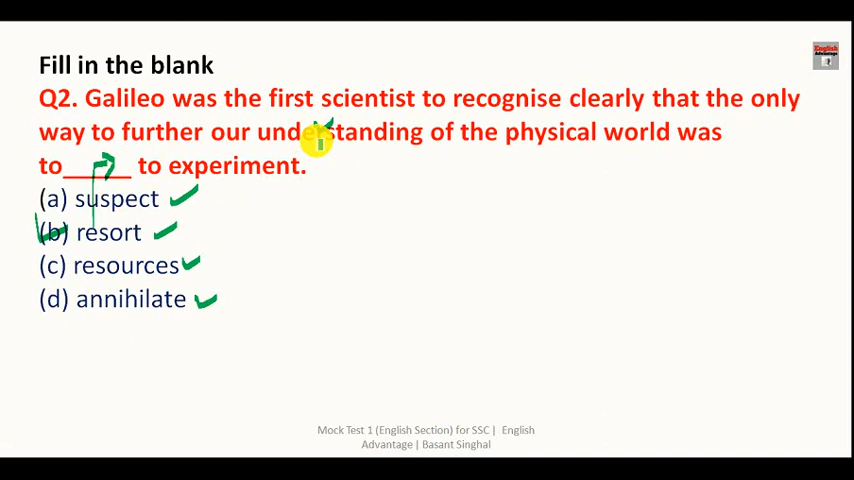 English
Advantage
Fill in the blank
Q2. Galileo was the first scientist to recognise clearly that the only
way to further our understanding of the physical world was
to______ to experiment.
(a) suspect
(b) resort
(c) resources
(d) annihilate
Mock Test 1 (English Section) for SSC | English
Advantage | Basant Singhal